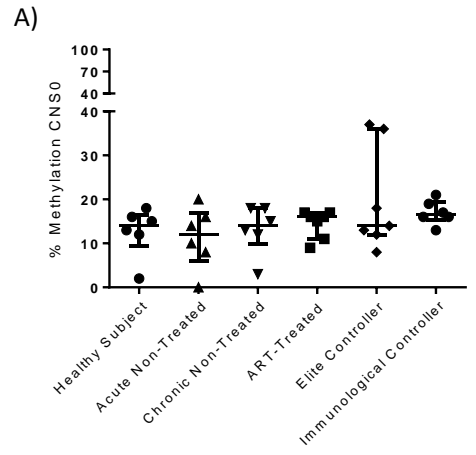 A)
% Methylation CNS0
100
70
40
40
30
20
10
0
Healthy Subject
Acute Non-Treated
Chronic Non-Treated
ART-Treated
Elite Controller
Immunological Controller